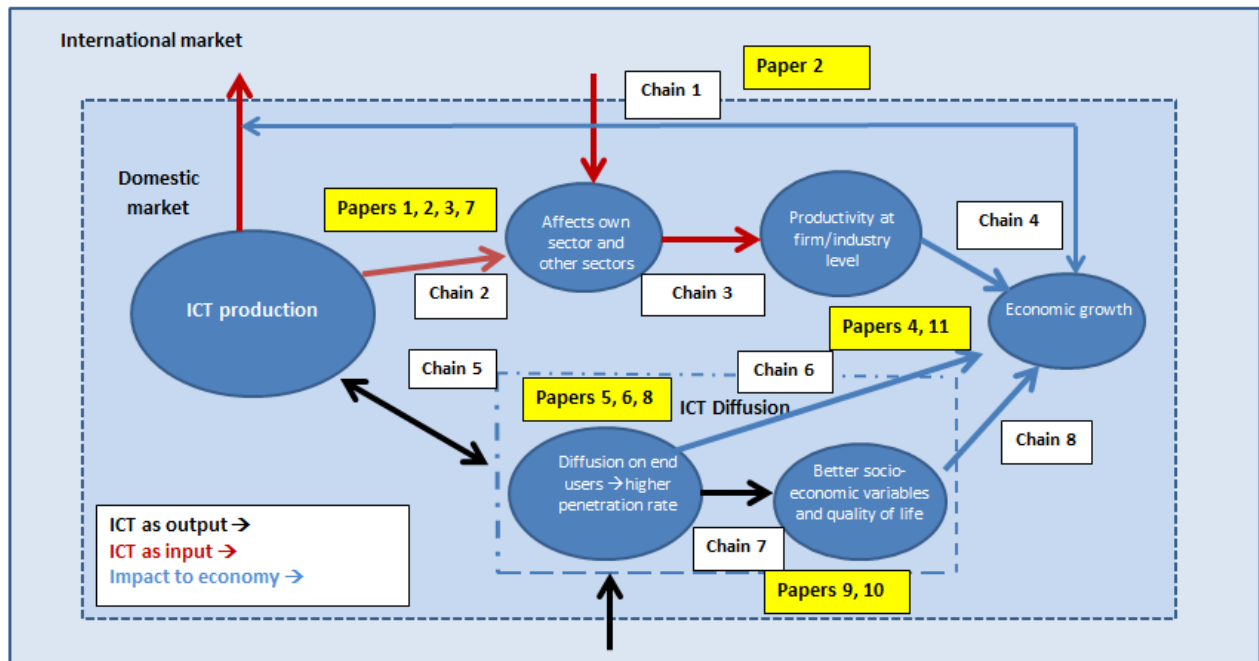 International market
Paper 2
Chain 1
Domestic
market
Papers 1, 2, 3, 7
Affects own
sector and
other sectors
Productivity at
firm/industry
level
Chain 4
ICT production
Chain 2
Chain 3
Economic growth
Papers 4, 11
Chain 5
Chain 6
Papers 5, 6, 8
ICT Diffusion
Chain 8
Diffusion on end
users → higher
penetration rate
Better socio-
economic variables
and quality of life
ICT as output →
ICT as input →
Impact to economy →
Chain 7
Papers 9, 10